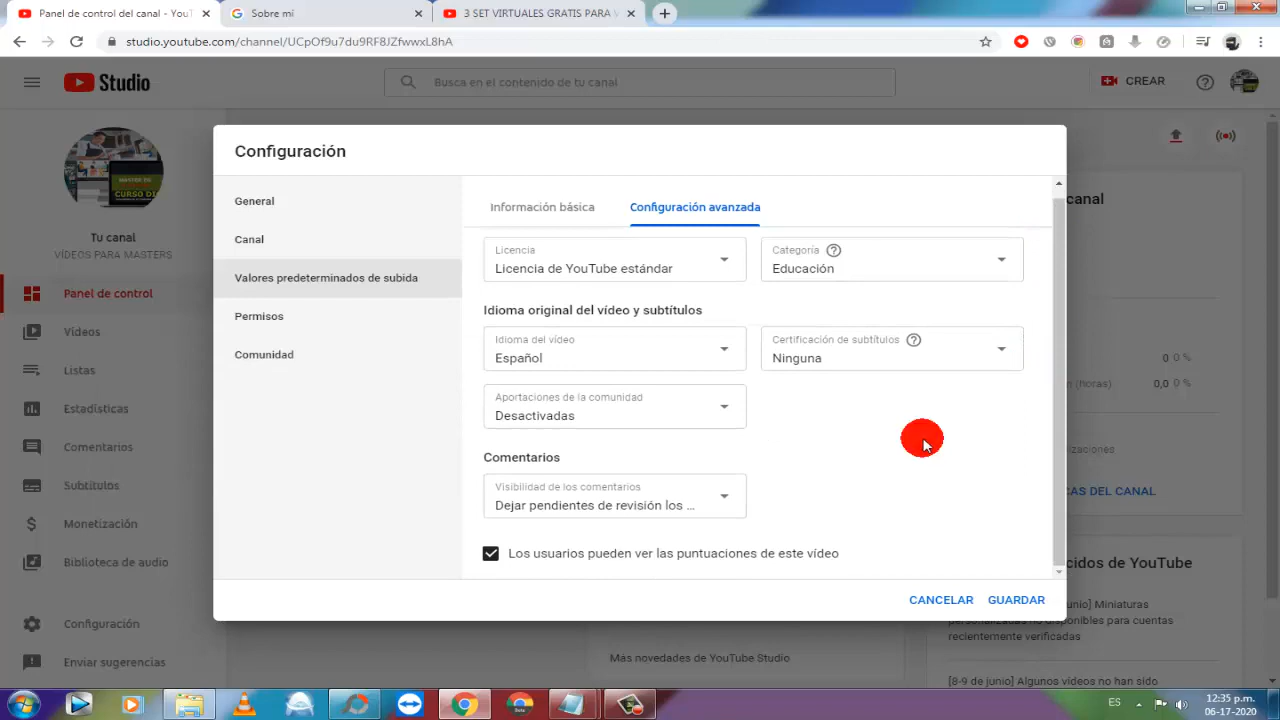 Panel de control del canal - YouT
Sobre mi
3 SET VIRTUALES GRATIS PARA V
studio.youtube.com/channel/UCpOf9u7du9RF8JZfwwxL8hA
Studio
Busca en el contenido de tu canal
CREAR
Configuración
General
Canal
Valores predeterminados de subida
Permisos
Comunidad
Información básica
Configuración avanzada
Licencia
Licencia de YouTube estándar
Categoría
Educación
Idioma original del vídeo y subtítulos
Idioma del vídeo
Español
Certificación de subtítulos
Ninguna
Aportaciones de la comunidad
Desactivadas
Comentarios
Visibilidad de los comentarios
Dejar pendientes de revisión los ...
Los usuarios pueden ver las puntuaciones de este vídeo
CANCELAR
GUARDAR
Tu canal
VÍDEOS PARA MASTERS
Panel de control
Vídeos
Listas
Estadísticas
Comentarios
Subtítulos
Monetización
Biblioteca de audio
Configuración
Enviar sugerencias
canal
0 0 %
(horas) 0,0 0 %
lizaciones
CAS DEL CANAL
cidos de YouTube
unio] Miniaturas
personalizadas no disponibles para cuentas
recientemente verificadas
[8-9 de junio] Algunos vídeos no han sido
Más novedades de YouTube Studio
ES
12:35 p.m.
06-17-2020